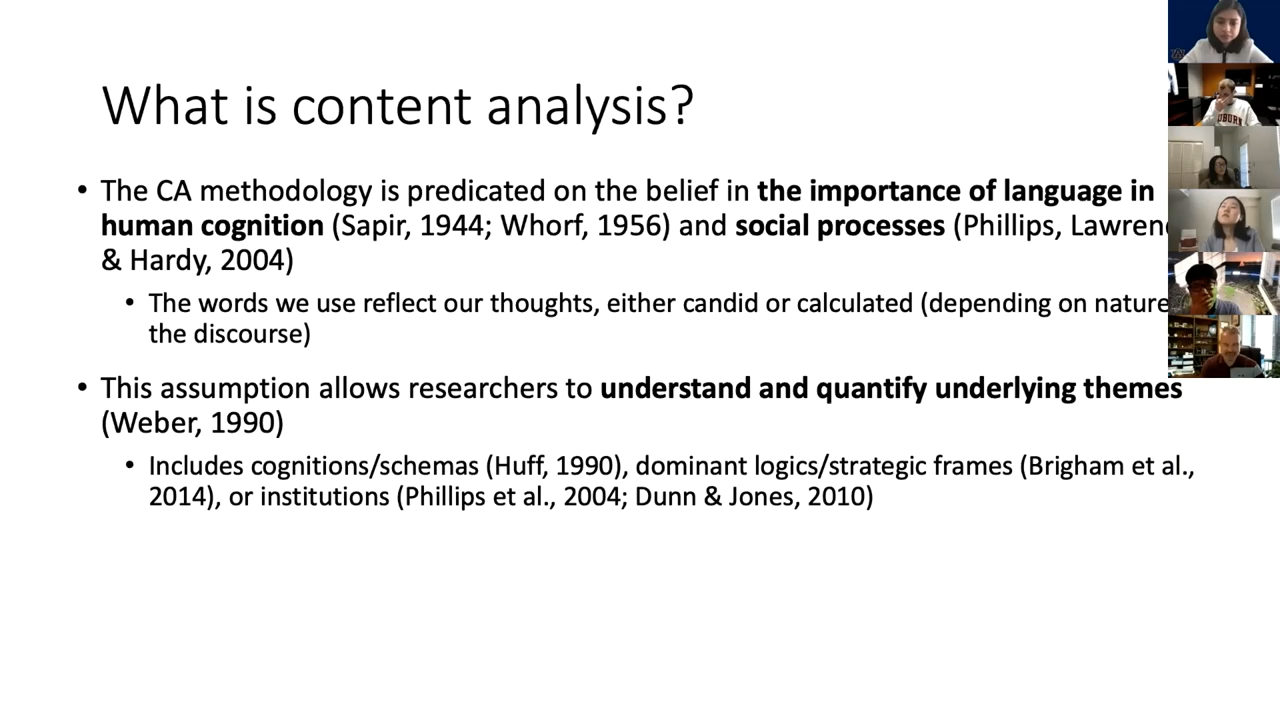 What is content analysis?
• The CA methodology is predicated on the belief in the importance of language in
human cognition (Sapir, 1944; Whorf, 1956) and social processes (Phillips, Lawren
& Hardy, 2004)
• The words we use reflect our thoughts, either candid or calculated (depending on nature
the discourse)
• This assumption allows researchers to understand and quantify underlying themes
(Weber, 1990)
• Includes cognitions/schemas (Huff, 1990), dominant logics/strategic frames (Brigham et al.,
2014), or institutions (Phillips et al., 2004; Dunn & Jones, 2010)